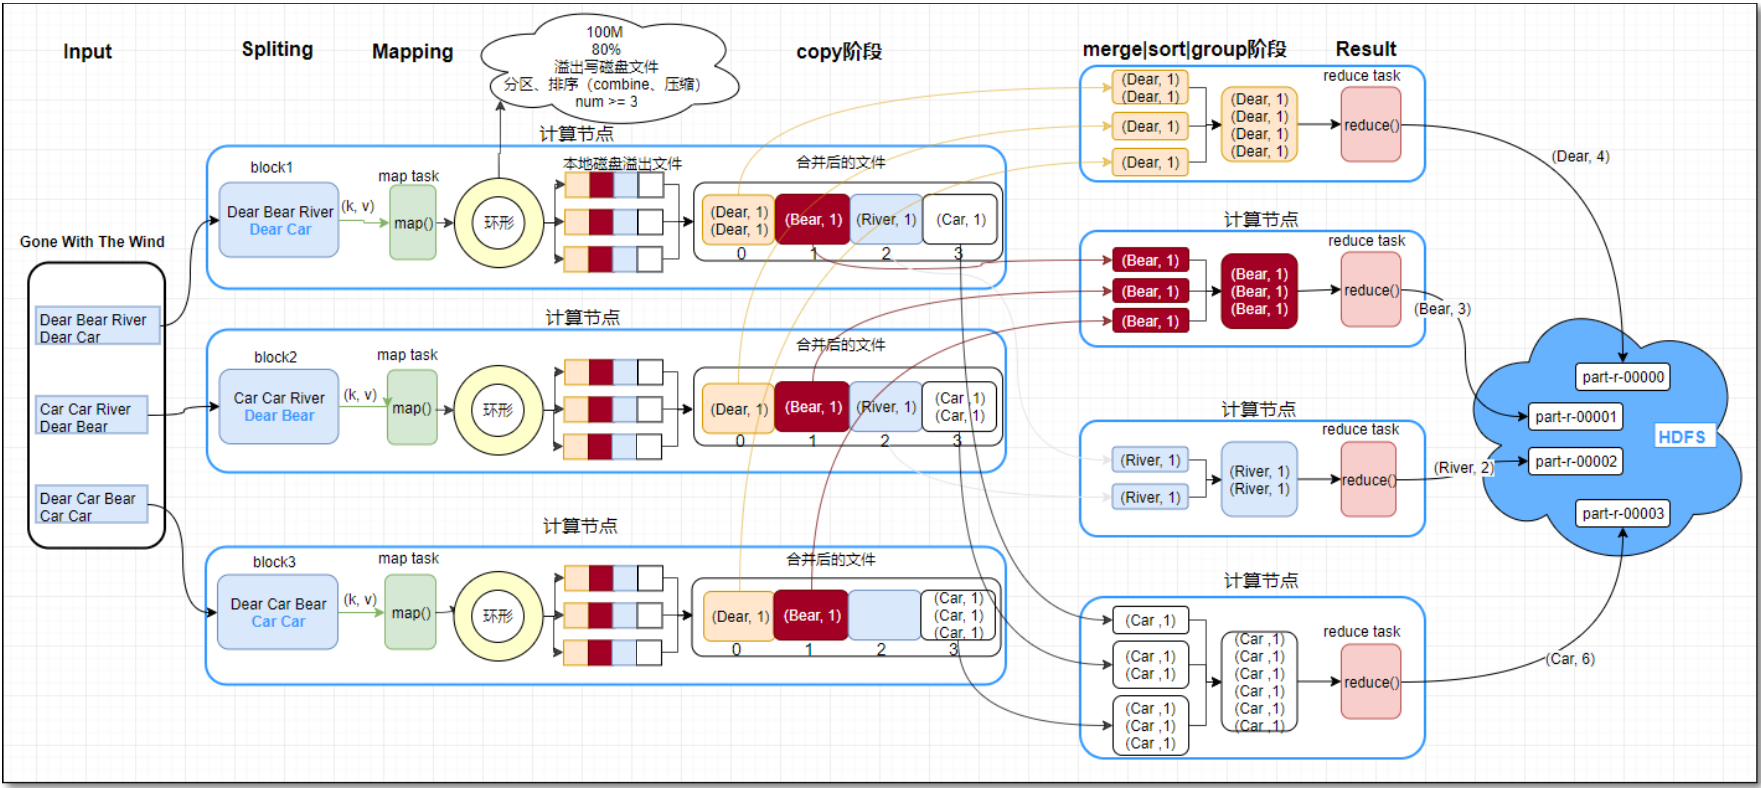 Input
Spliting
Mapping
100M
80%
溢出写磁盘文件
分区、排序（combine、压缩）
num >= 3
copy阶段
merge|sort|group阶段
Result
Gone With The Wind
Dear Bear River
Dear Car
Car Car River
Dear Bear
Dear Car Bear
Car Car
计算节点
block1
Dear Bear River
Dear Car
(k, v)
map task
map()
环形
本地磁盘溢出文件
合并后的文件
(Dear, 1)
(Dear, 1)
(Bear, 1)
(River, 1)
(Car, 1)
0
1
2
3
计算节点
block2
Car Car River
Dear Bear
(k, v)
map task
map()
环形
合并后的文件
(Dear, 1)
(Bear, 1)
(River, 1)
(Car, 1)
(Car, 1)
0
1
2
3
计算节点
block3
Dear Car Bear
Car Car
(k, v)
map task
map()
环形
合并后的文件
(Dear, 1)
(Bear, 1)
(Car, 1)
(Car, 1)
(Car, 1)
0
1
2
3
(Dear, 1)
(Dear, 1)
(Dear, 1)
(Dear, 1)
(Dear, 1)
(Dear, 1)
(Dear, 1)
(Dear, 1)
reduce task
reduce()
(Dear, 4)
计算节点
(Bear, 1)
(Bear, 1)
(Bear, 1)
(Bear, 1)
(Bear, 1)
(Bear, 1)
reduce task
reduce()
(Bear, 3)
计算节点
(River, 1)
(River, 1)
(River, 1)
(River, 1)
reduce task
reduce()
(River, 2)
计算节点
(Car ,1)
(Car ,1)
(Car ,1)
(Car ,1)
(Car ,1)
(Car ,1)
(Car ,1)
(Car ,1)
(Car ,1)
(Car ,1)
(Car ,1)
(Car ,1)
reduce task
reduce()
(Car, 6)
part-r-00000
part-r-00001
HDFS
part-r-00002
part-r-00003